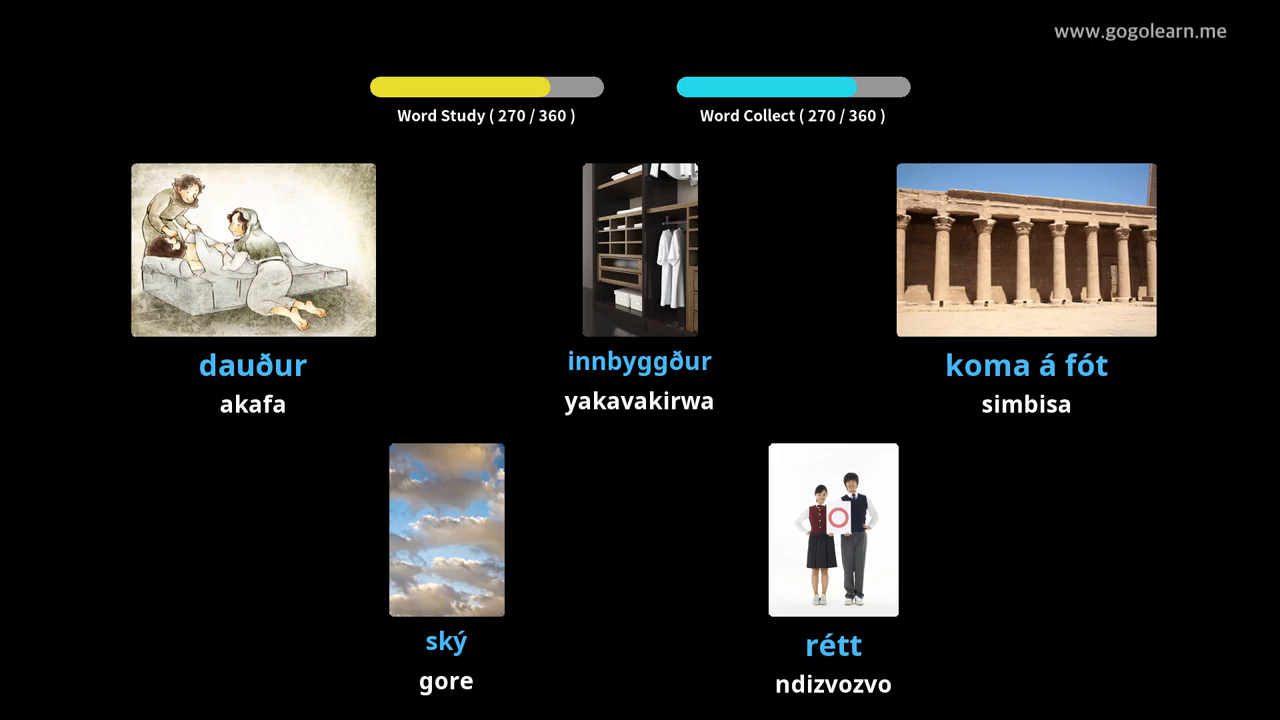 www.gogolearn.me
Word Study ( 270 / 360 )
Word Collect ( 270 / 360 )
dauður
akafa
innbyggður
yakavakirwa
koma á fót
simbisa
ský
gore
rétt
ndizvozvo